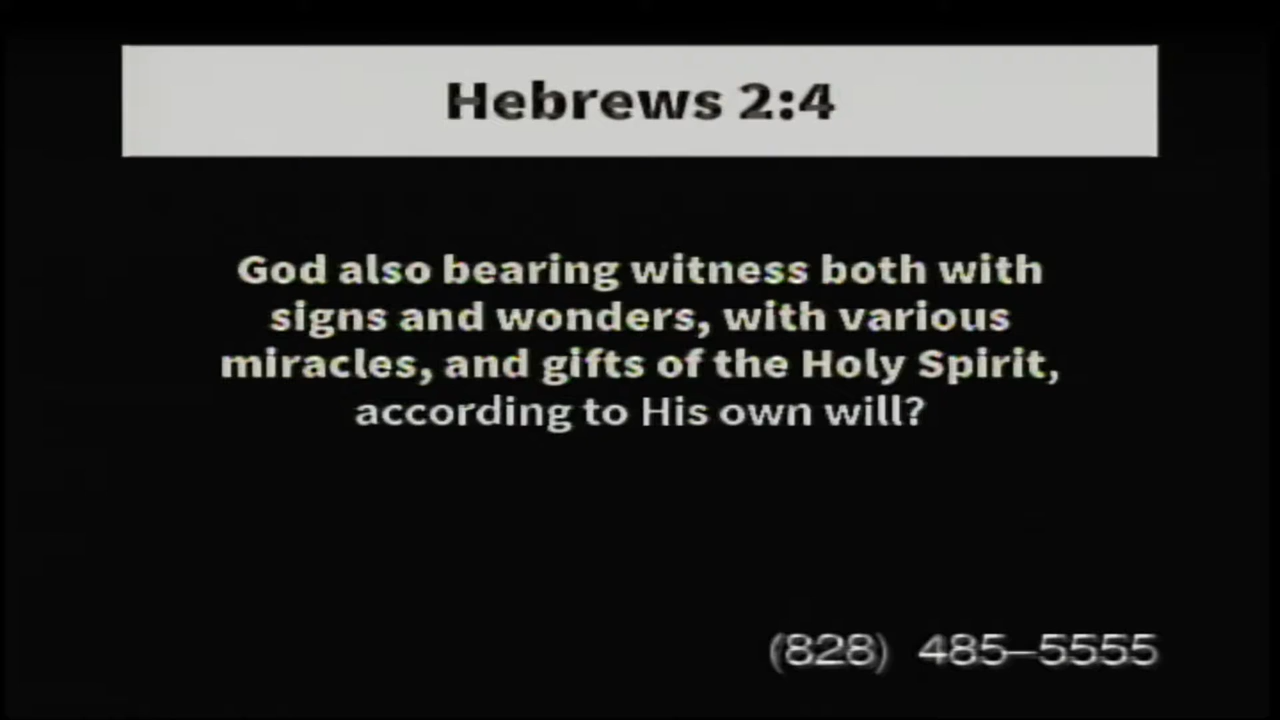 Hebrews 2:4
God also bearing witness both with
signs and wonders, with various
miracles, and gifts of the Holy Spirit,
according to His own will?
(828) 485–5555